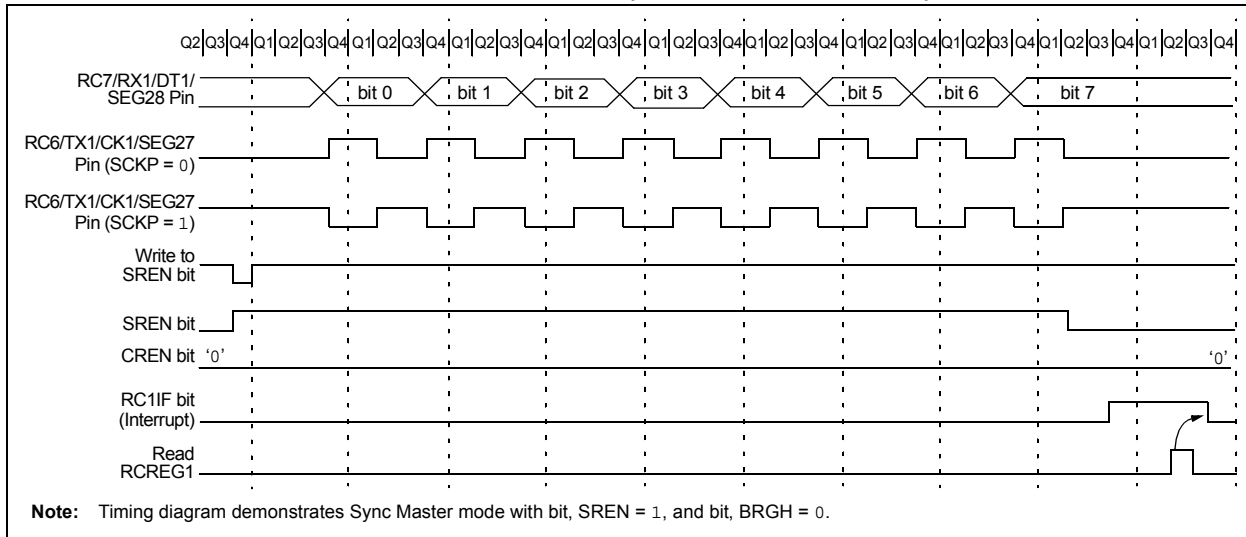 Q2 Q3 Q4 Q1 Q2 Q3 Q4 Q1 Q2 Q3 Q4 Q1 Q2 Q3 Q4 Q1 Q2 Q3 Q4 Q1 Q2 Q3 Q4 Q1 Q2 Q3 Q4 Q1 Q2 Q3 Q4 Q1 Q2 Q3 Q4 Q1 Q2 Q3 Q4 Q1 Q2 Q3 Q4
RC7/RX1/DT1/
SEG28 Pin
bit 0 bit 1 bit 2 bit 3 bit 4 bit 5 bit 6 bit 7
RC6/TX1/CK1/SEG27
Pin (SCKP = 0)
RC6/TX1/CK1/SEG27
Pin (SCKP = 1)
Write to
SREN bit
SREN bit
CREN bit '0' '0'
RC1IF bit
(Interrupt)
Read
RCREG1
Note: Timing diagram demonstrates Sync Master mode with bit, SREN = 1, and bit, BRGH = 0.